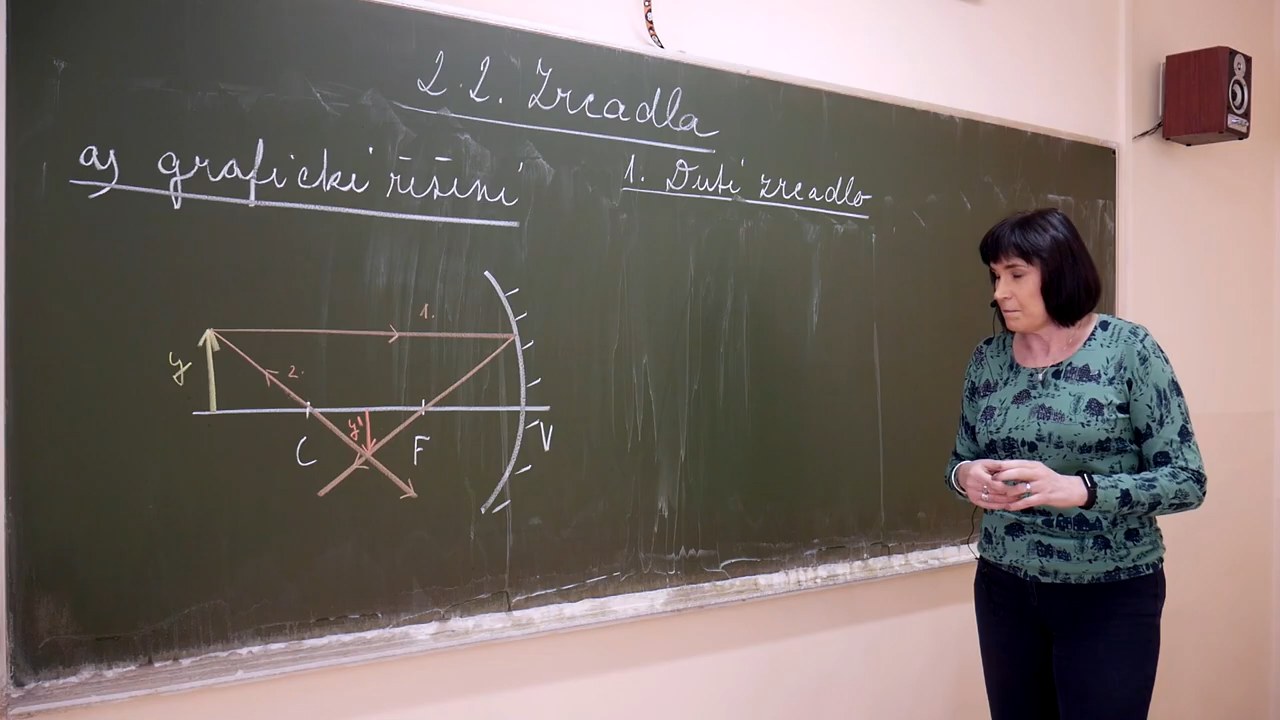 2.2. Zrcadla
a) grafické řešení
1. Duté zrcadlo
1.
y
2.
y'
C
F
V